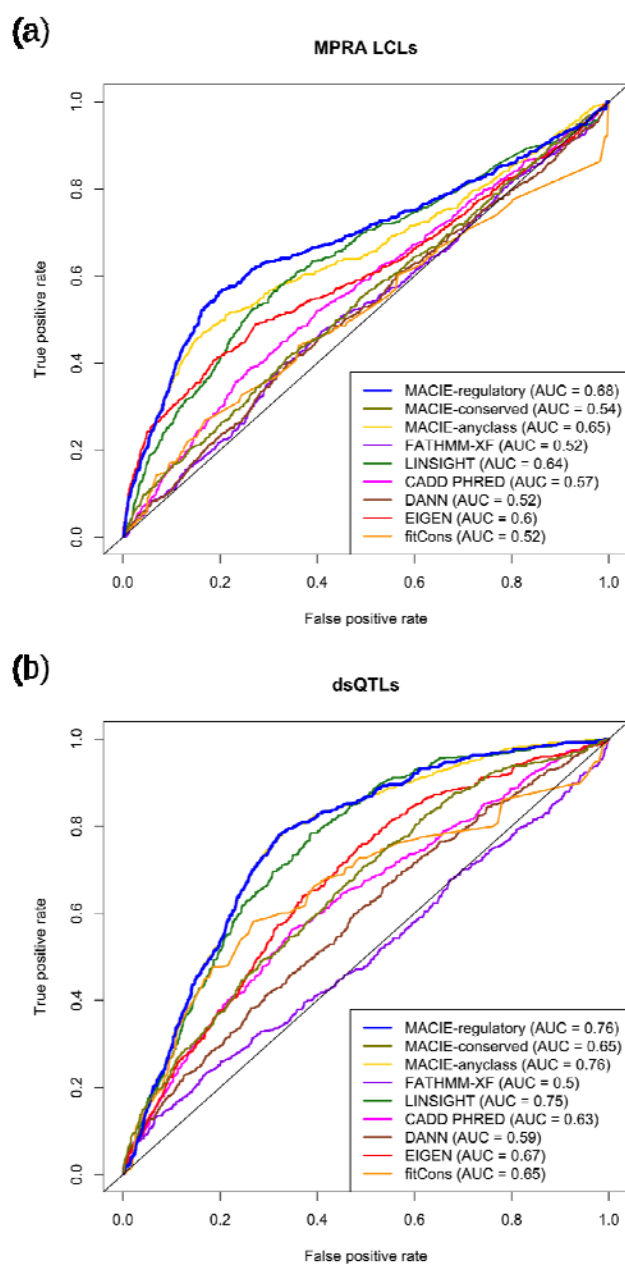 (a)
MPRA LCLs
True positive rate
1.0
0.8
0.6
0.4
0.2
0.0
MACIE-regulatory (AUC = 0.68)
MACIE-conserved (AUC = 0.54)
MACIE-anyclass (AUC = 0.65)
FATHMM-XF (AUC = 0.52)
LINSIGHT (AUC = 0.64)
CADD PHRED (AUC = 0.57)
DANN (AUC = 0.52)
EIGEN (AUC = 0.6)
fitCons (AUC = 0.52)
0.0 0.2 0.4 0.6 0.8 1.0
False positive rate
(b)
dsQTLs
True positive rate
1.0
0.8
0.6
0.4
0.2
0.0
MACIE-regulatory (AUC = 0.76)
MACIE-conserved (AUC = 0.65)
MACIE-anyclass (AUC = 0.76)
FATHMM-XF (AUC = 0.5)
LINSIGHT (AUC = 0.75)
CADD PHRED (AUC = 0.63)
DANN (AUC = 0.59)
EIGEN (AUC = 0.67)
fitCons (AUC = 0.65)
0.0 0.2 0.4 0.6 0.8 1.0
False positive rate